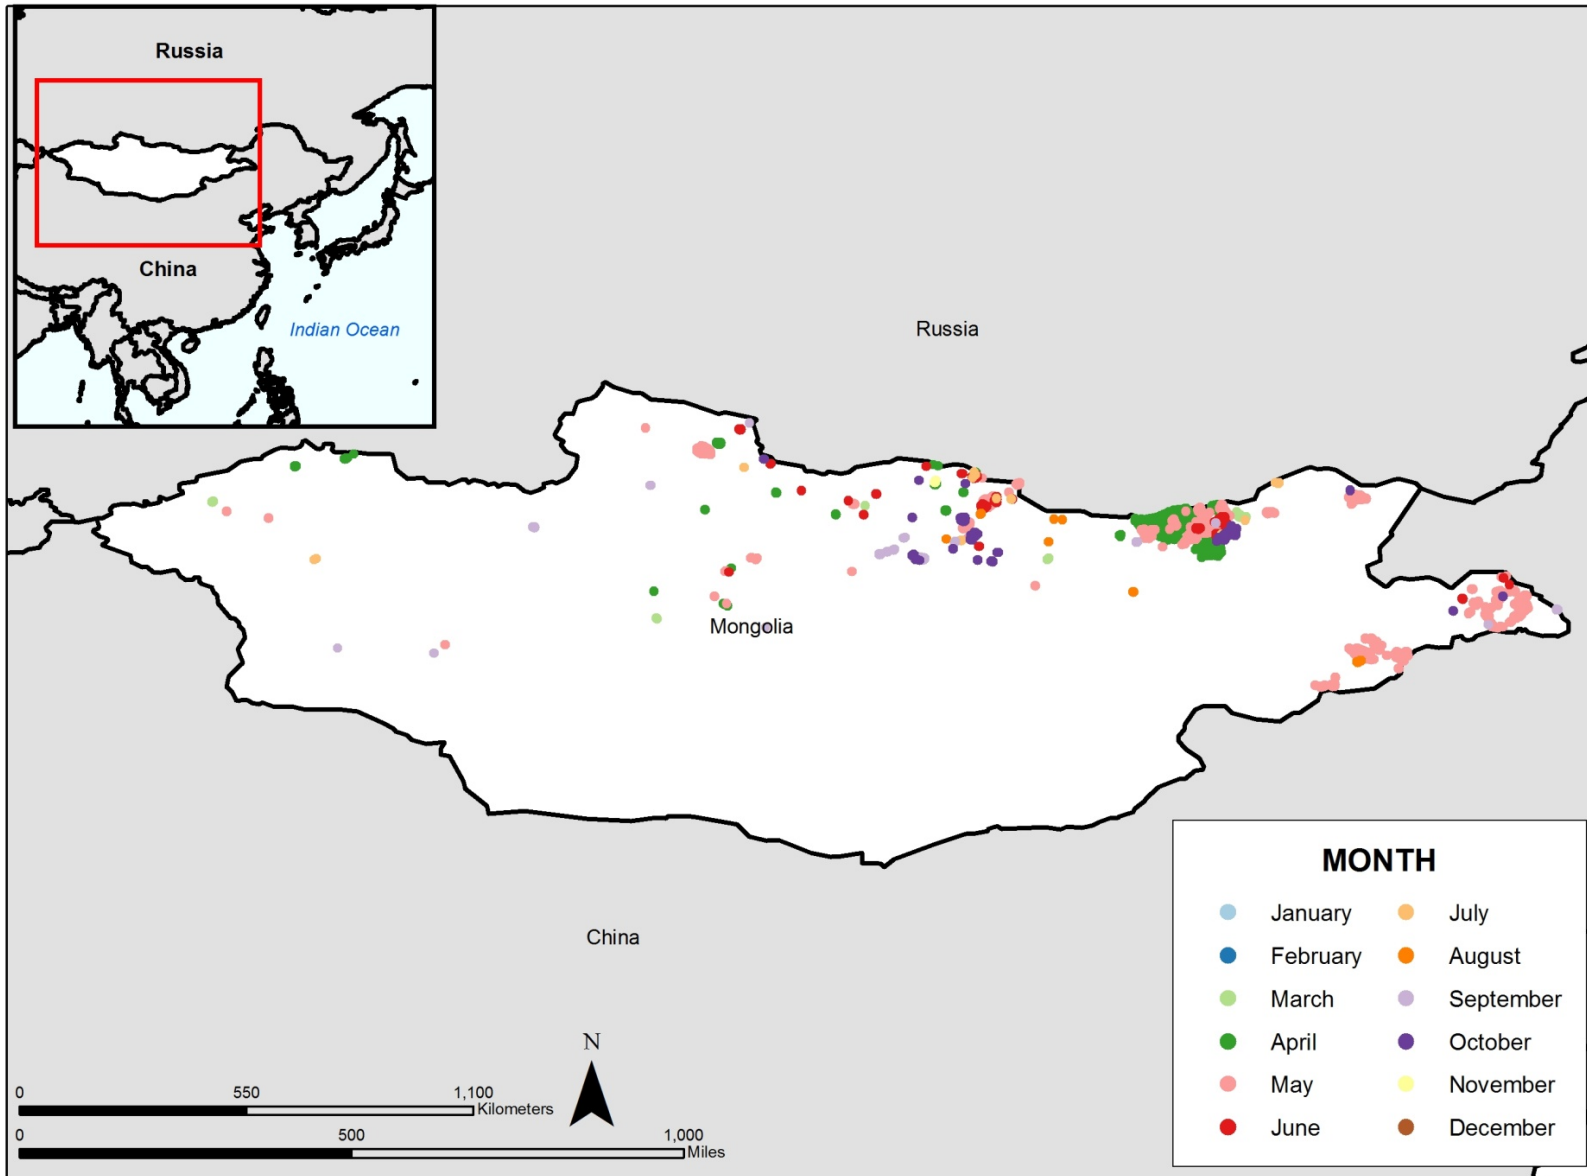 Russia
China
Indian Ocean
Russia
Mongolia
China
MONTH
January
February
March
April
May
June
July
August
September
October
November
December
N
0 550 1,100
Kilometers
0 500 1,000
Miles